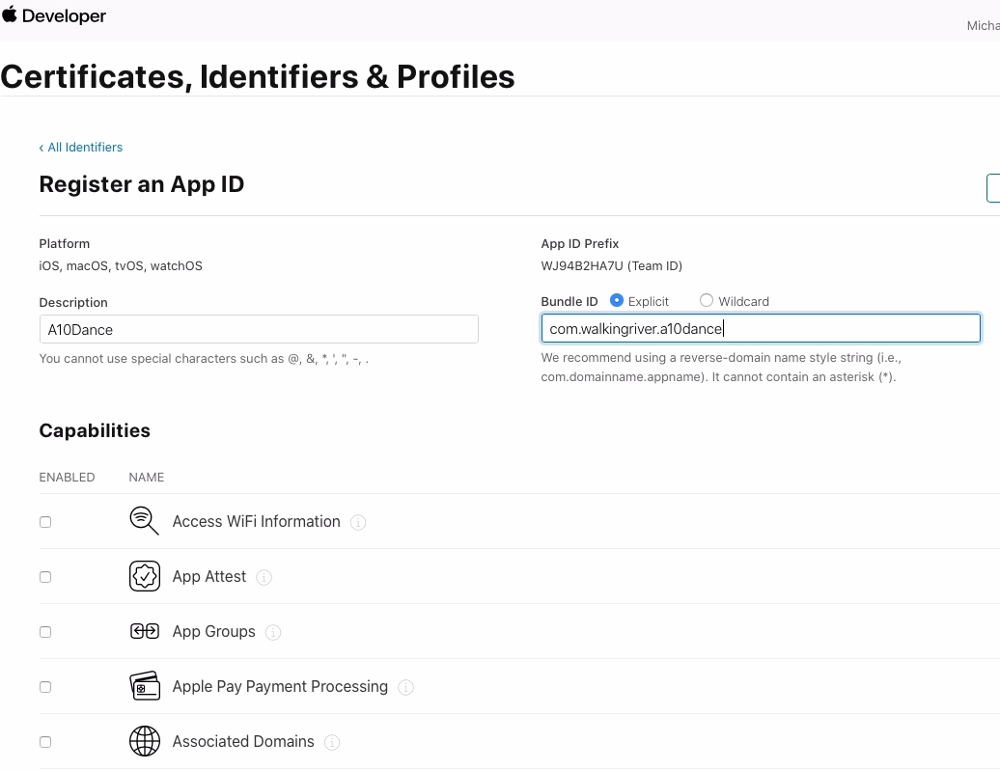 Developer
Micha
Certificates, Identifiers & Profiles
‹ All Identifiers
Register an App ID
Platform
iOS, macOS, tvOS, watchOS
App ID Prefix
WJ94B2HA7U (Team ID)
Description
A10Dance
You cannot use special characters such as @, &, *, ', ", -, .
Bundle ID Explicit Wildcard
com.walkingriver.a10dance
We recommend using a reverse-domain name style string (i.e.,
com.domainname.appname). It cannot contain an asterisk (*).
Capabilities
ENABLED NAME
Access WiFi Information
App Attest
App Groups
Apple Pay Payment Processing
Associated Domains